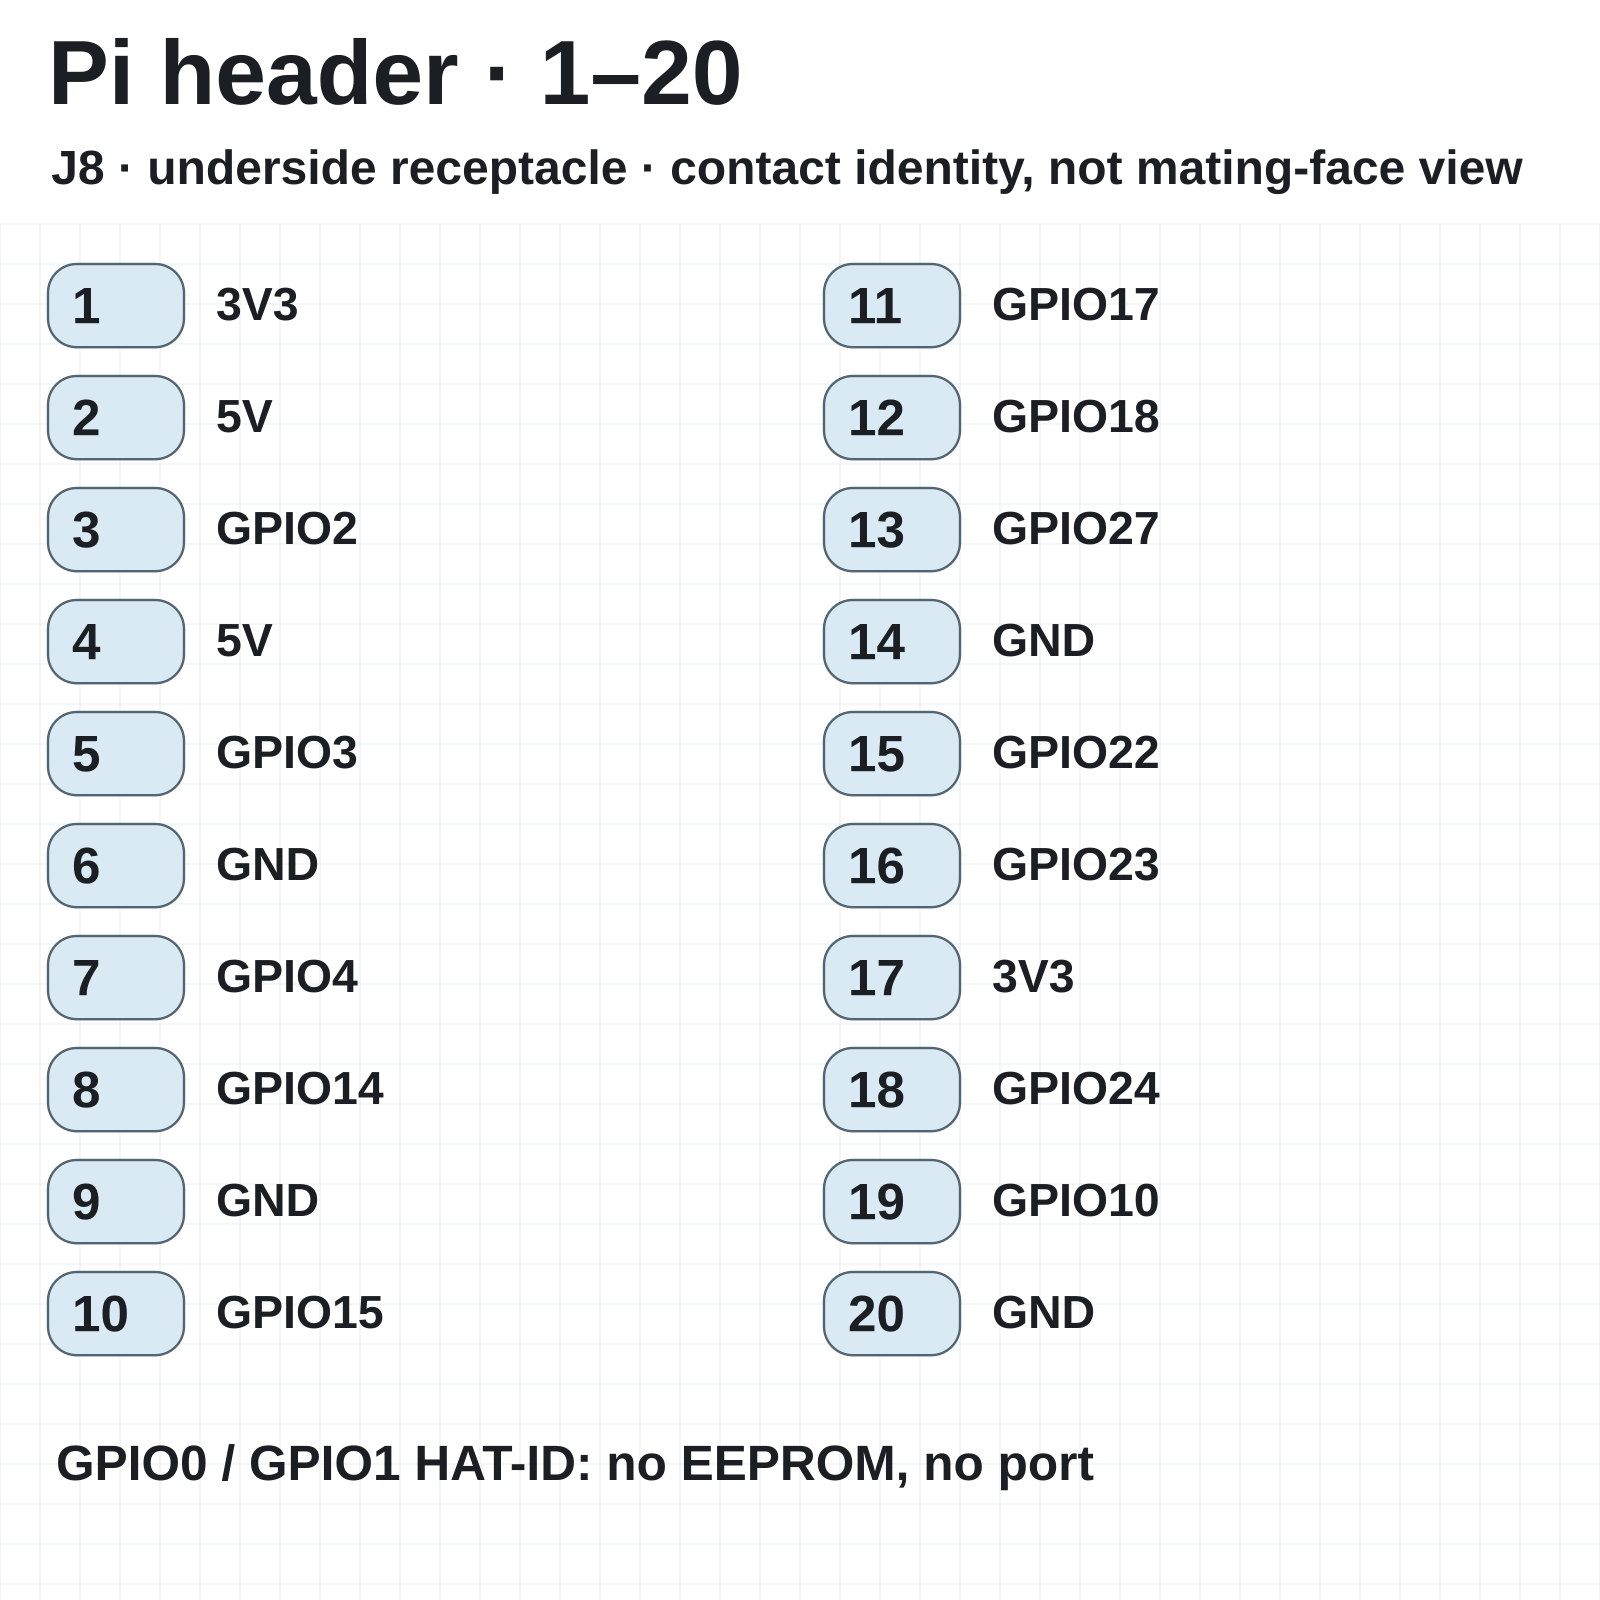 Pi header · 1–20
J8 · underside receptacle · contact identity, not mating-face view
1 3V3
2 5V
3 GPIO2
4 5V
5 GPIO3
6 GND
7 GPIO4
8 GPIO14
9 GND
10 GPIO15
11 GPIO17
12 GPIO18
13 GPIO27
14 GND
15 GPIO22
16 GPIO23
17 3V3
18 GPIO24
19 GPIO10
20 GND
GPIO0 / GPIO1 HAT-ID: no EEPROM, no port